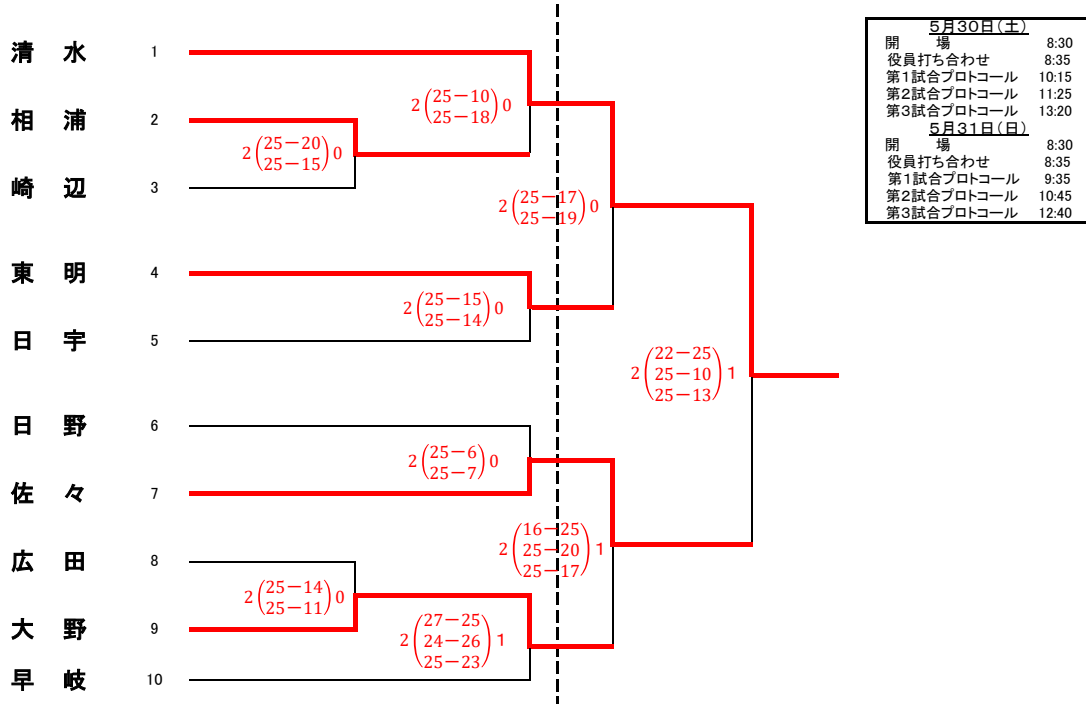 清　水 1
相　浦 2
崎　辺 3
東　明 4
日　宇 5
日　野 6
佐　々 7
広　田 8
大　野 9
早　岐 10
2(25－20 25－15)0
2(25－10 25－18)0
2(25－15 25－14)0
2(25－17 25－19)0
2(25－6 25－7)0
2(25－14 25－11)0
2(27－25 24－26 25－23)1
2(16－25 25－20 25－17)1
2(22－25 25－10 25－13)1
5月30日(土)
開　　場 8:30
役員打ち合わせ 8:35
第1試合プロトコール 10:15
第2試合プロトコール 11:25
第3試合プロトコール 13:20
5月31日(日)
開　　場 8:30
役員打ち合わせ 8:35
第1試合プロトコール 9:35
第2試合プロトコール 10:45
第3試合プロトコール 12:40